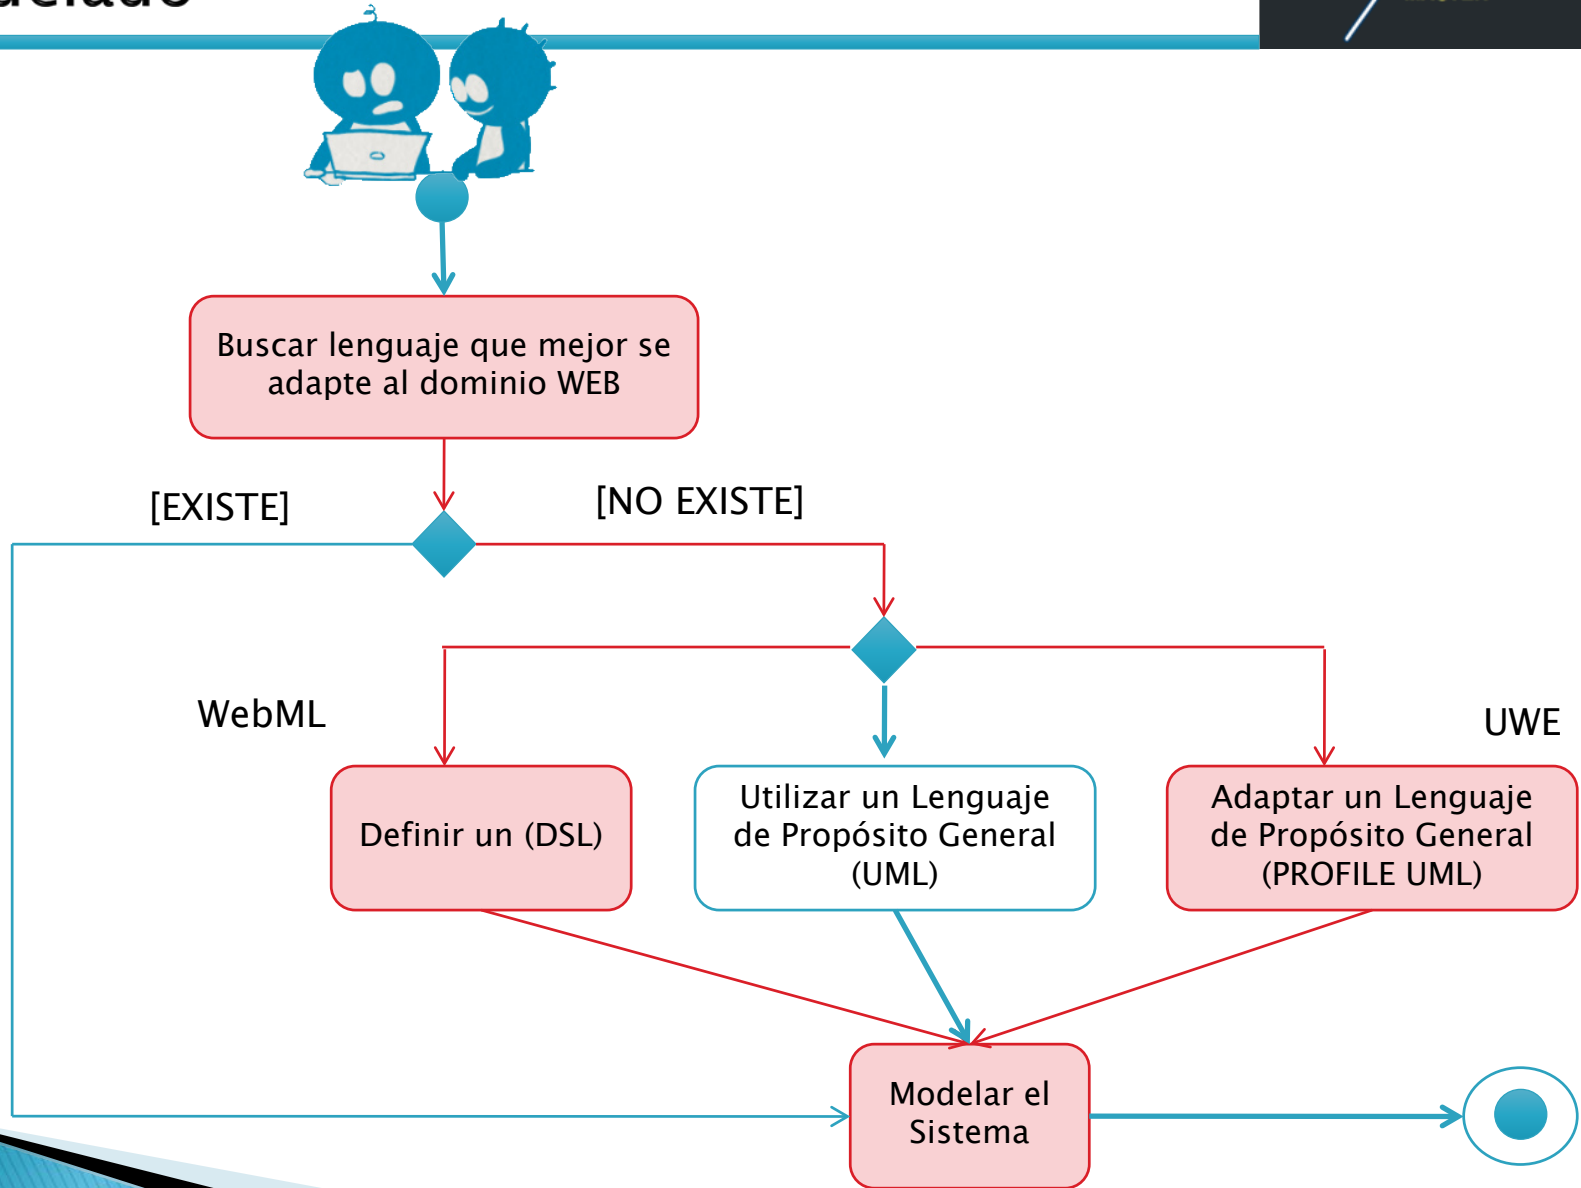 Buscar lenguaje que mejor se
adapte al dominio WEB
[EXISTE]
[NO EXISTE]
WebML
UWE
Definir un (DSL)
Utilizar un Lenguaje
de Propósito General
(UML)
Adaptar un Lenguaje
de Propósito General
(PROFILE UML)
Modelar el
Sistema